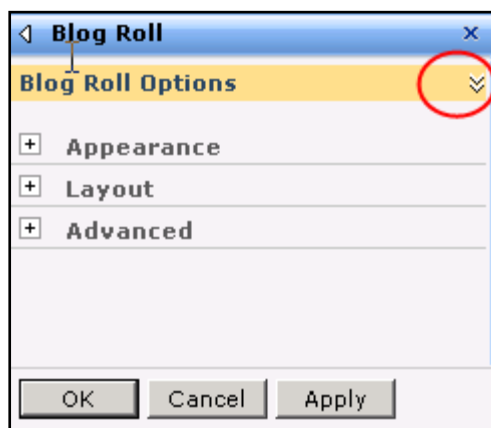 Blog Roll
Blog Roll Options
Appearance
Layout
Advanced
OK Cancel Apply